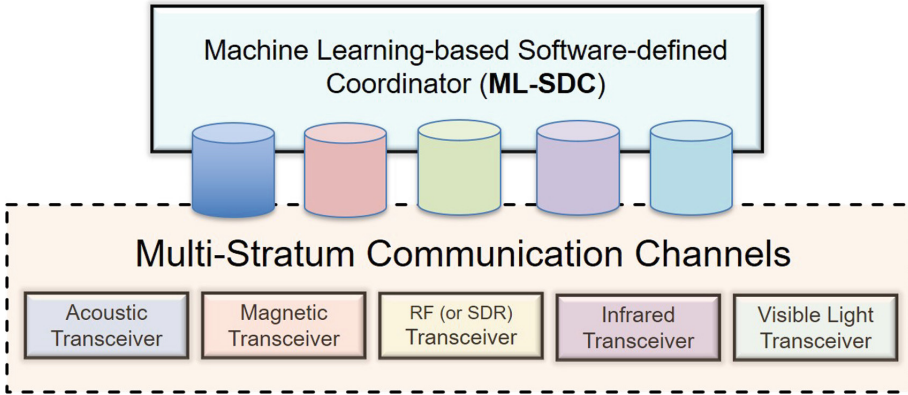 Machine Learning-based Software-defined
Coordinator (ML-SDC)
Multi-Stratum Communication Channels
Acoustic
Transceiver
Magnetic
Transceiver
RF (or SDR)
Transceiver
Infrared
Transceiver
Visible Light
Transceiver